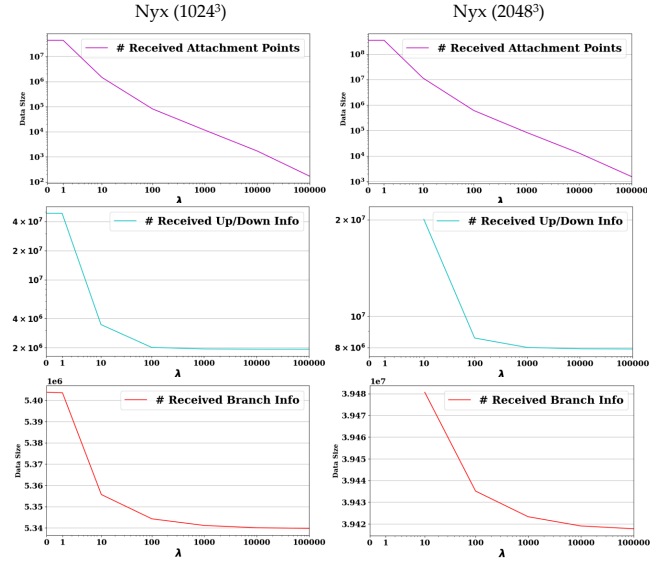 Nyx (1024³)
Nyx (2048³)
# Received Attachment Points
10⁷
10⁶
10⁵
10⁴
10³
10²
Data Size
0 1 10 100 1000 10000 100000
λ
# Received Attachment Points
10⁸
10⁷
10⁶
10⁵
10⁴
10³
Data Size
0 1 10 100 1000 10000 100000
λ
# Received Up/Down Info
4 × 10⁷
10⁷
4 × 10⁶
2 × 10⁶
0 1 10 100 1000 10000 100000
λ
# Received Up/Down Info
2 × 10⁷
10⁷
8 × 10⁶
0 1 10 100 1000 10000 100000
λ
1e6
# Received Branch Info
5.40
5.39
5.38
5.37
5.36
5.35
5.34
Data Size
0 1 10 100 1000 10000 100000
λ
1e7
# Received Branch Info
3.948
3.947
3.946
3.945
3.944
3.943
3.942
Data Size
0 1 10 100 1000 10000 100000
λ